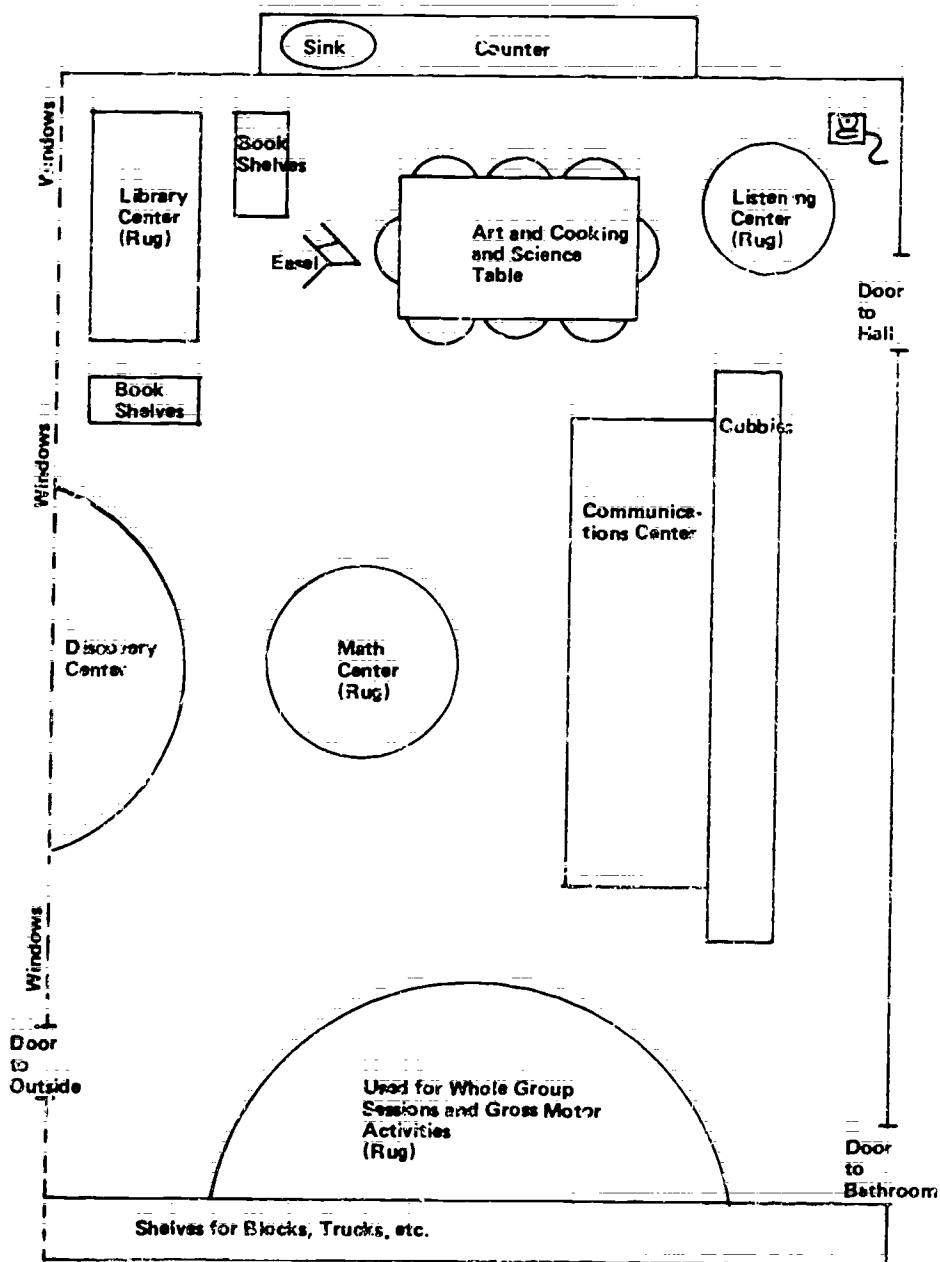 Sink
Counter
Windows
Book
Shelves
Library
Center
(Rug)
Easel
Art and Cooking
and Science
Table
Listening
Center
(Rug)
Door
to
Hall
Book
Shelves
Windows
Cubbies
Communica-
tions Center
Discovery
Center
Math
Center
(Rug)
Windows
Door
to
Outside
Used for Whole Group
Sessions and Gross Motor
Activities
(Rug)
Door
to
Bathroom
Shelves for Blocks, Trucks, etc.